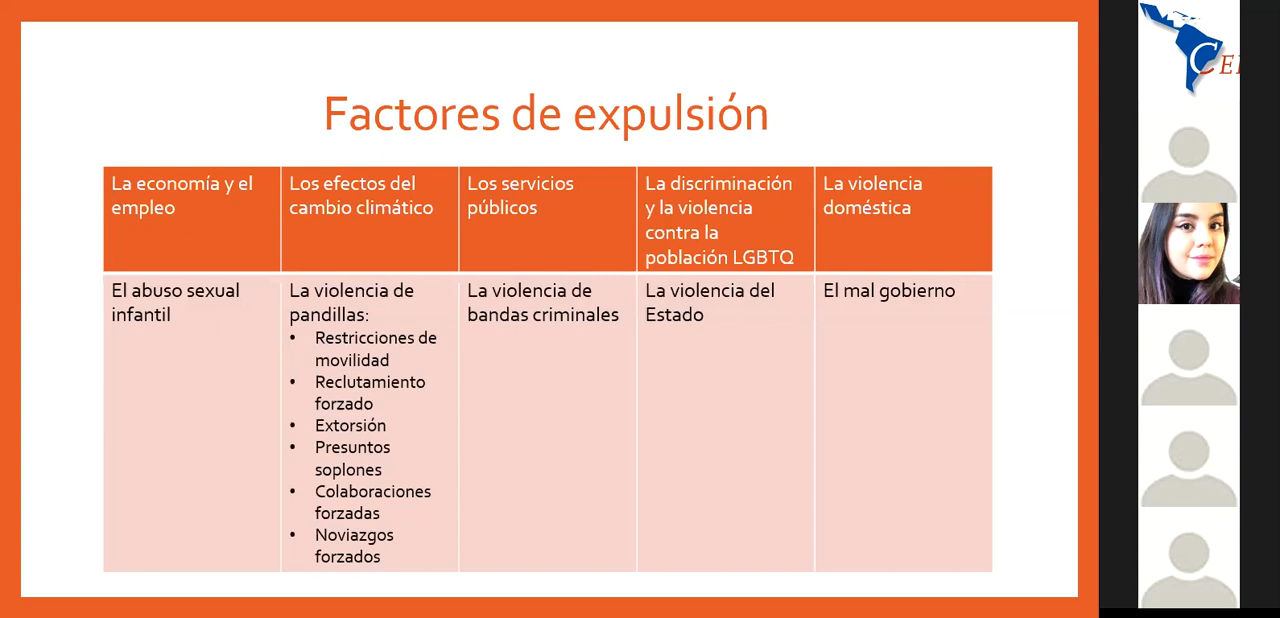 Factores de expulsión
La economía y el
empleo
Los efectos del
cambio climático
Los servicios
públicos
La discriminación
y la violencia
contra la
población LGBTQ
La violencia
doméstica
El abuso sexual
infantil
La violencia de
pandillas:
• Restricciones de
movilidad
• Reclutamiento
forzado
• Extorsión
• Presuntos
soplones
• Colaboraciones
forzadas
• Noviazgos
forzados
La violencia de
bandas criminales
La violencia del
Estado
El mal gobierno